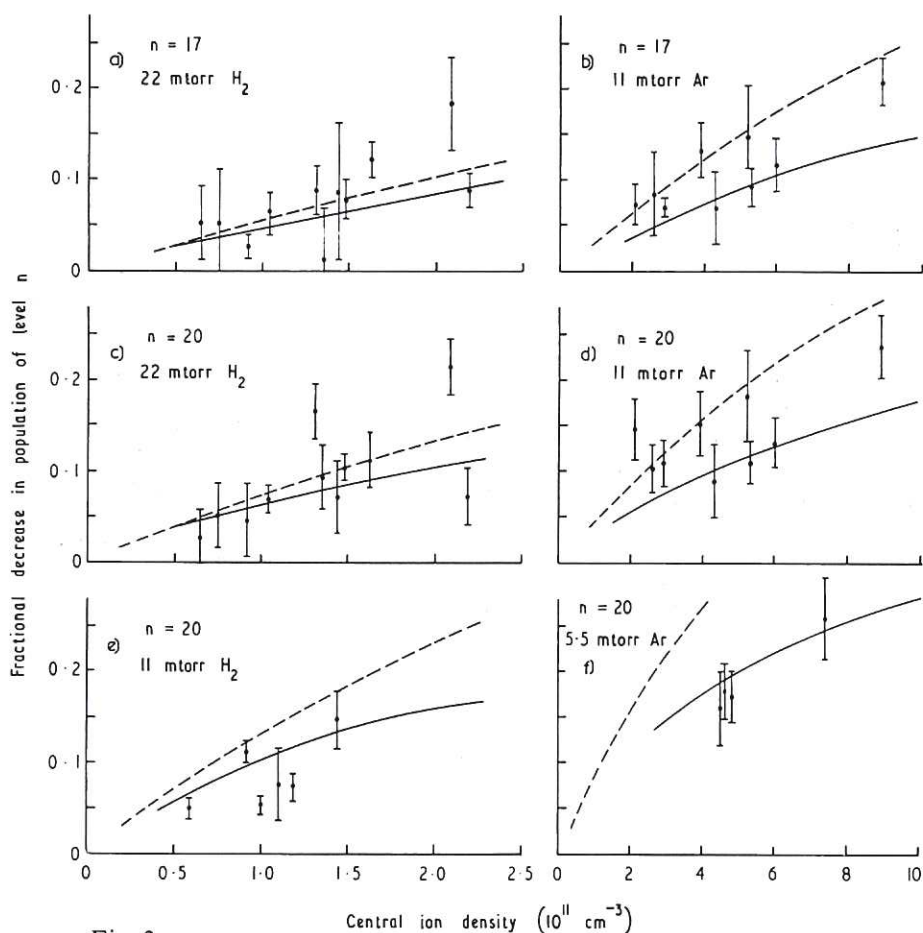 Fractional decrease in population of level n
a) n = 17
22 mtorr H₂
b) n = 17
11 mtorr Ar
0·2
0·1
0
c) n = 20
22 mtorr H₂
d) n = 20
11 mtorr Ar
0·2
0·1
0
e) n = 20
11 mtorr H₂
n = 20
5·5 mtorr Ar
f)
0·2
0·1
0
0 0·5 1·0 1·5 2·0 2·5 0 2 4 6 8 10
Central ion density (10¹¹ cm⁻³)